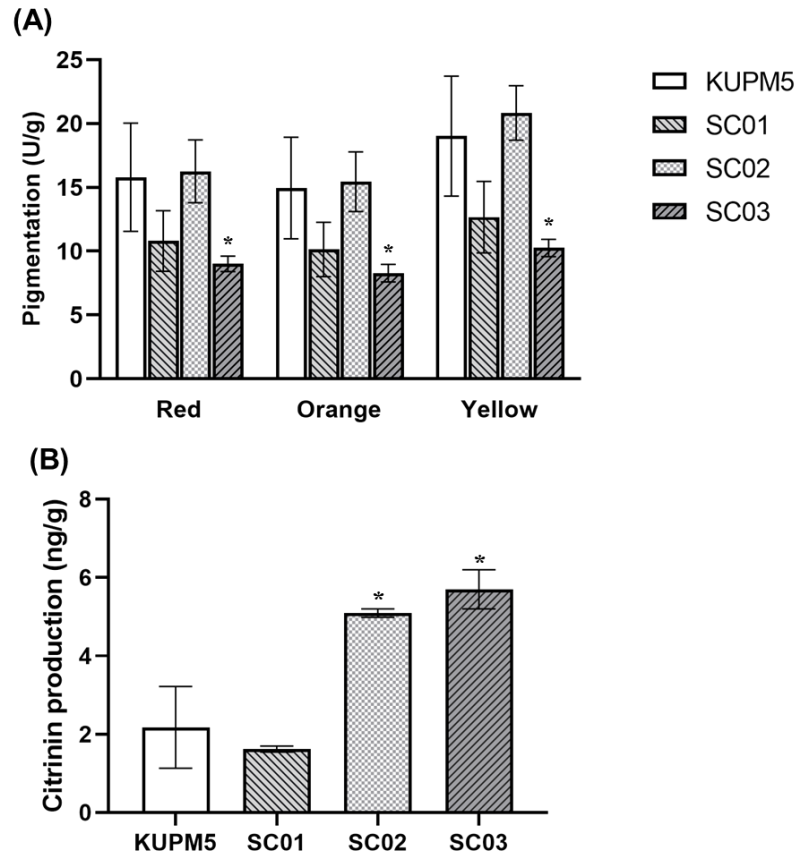 (A)
Pigmentation (U/g)
25
20
15
10
5
0
*
*
*
Red Orange Yellow
KUPM5
SC01
SC02
SC03
(B)
Citrinin production (ng/g)
8
6
4
2
0
*
*
KUPM5 SC01 SC02 SC03